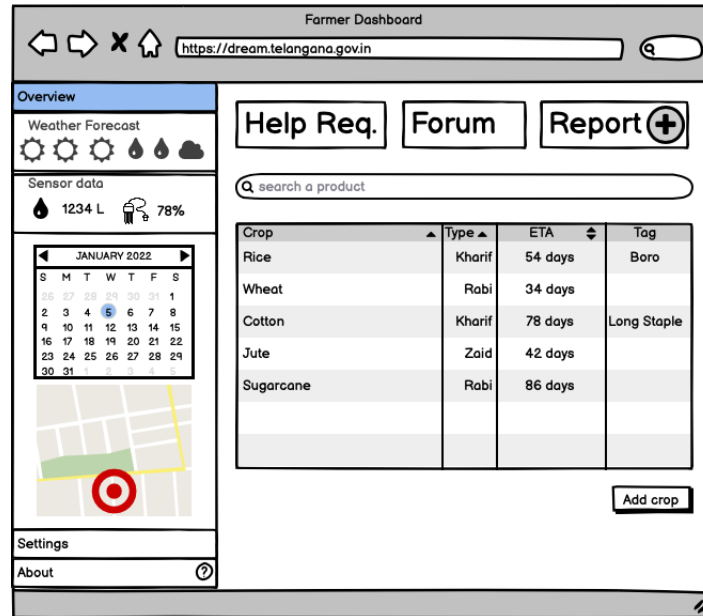 Farmer Dashboard
https://dream.telangana.gov.in
Overview
Weather Forecast
Sensor data
1234 L 78%
JANUARY 2022
S M T W T F S
26 27 28 29 30 31 1
2 3 4 5 6 7 8
9 10 11 12 13 14 15
16 17 18 19 20 21 22
23 24 25 26 27 28 29
30 31 1 2 3 4 5
Settings
About ?
Help Req. Forum Report +
search a product
Crop Type ETA Tag
Rice Kharif 54 days Boro
Wheat Rabi 34 days
Cotton Kharif 78 days Long Staple
Jute Zaid 42 days
Sugarcane Rabi 86 days
Add crop